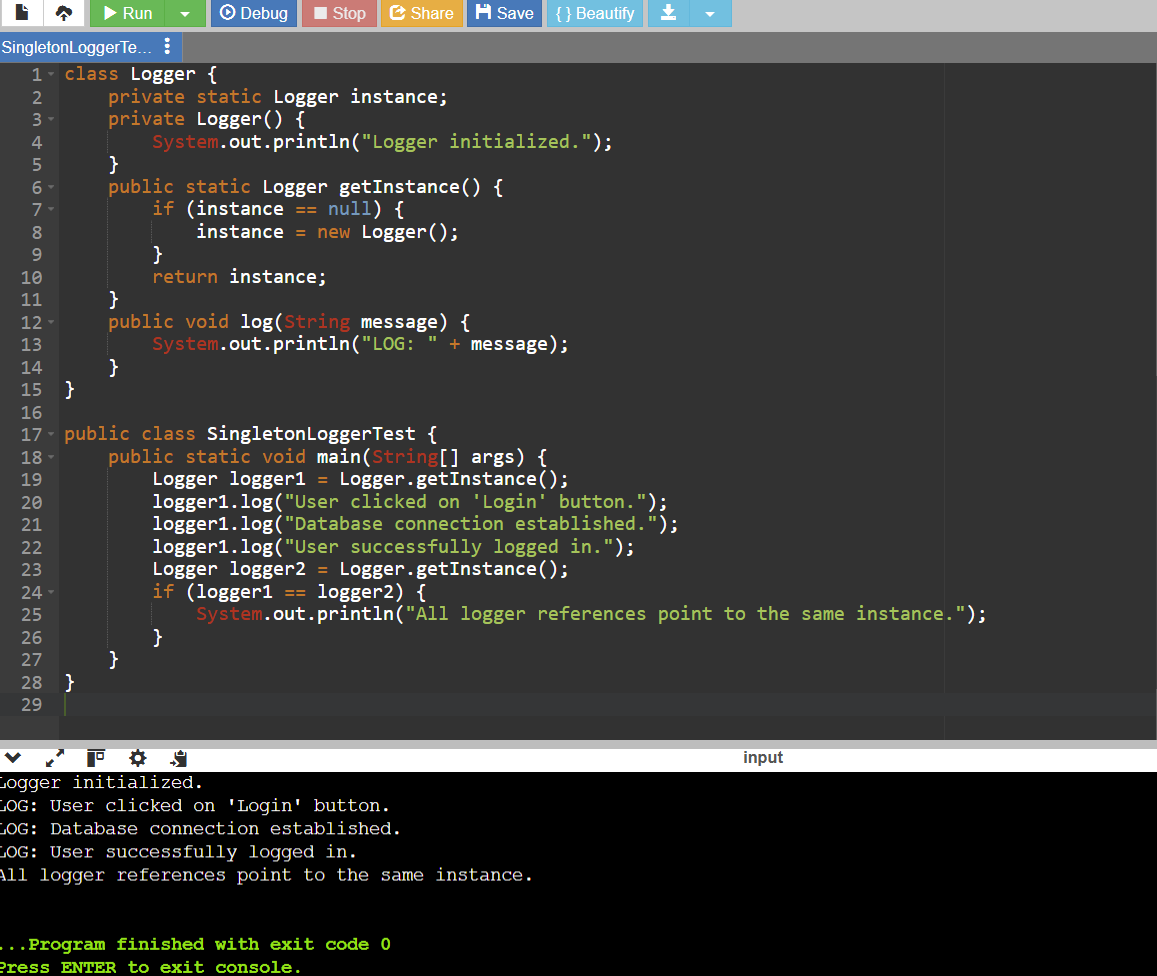 Run Debug Stop Share Save { } Beautify
SingletonLoggerTe...
1 class Logger {
2     private static Logger instance;
3     private Logger() {
4         System.out.println("Logger initialized.");
5     }
6     public static Logger getInstance() {
7         if (instance == null) {
8             instance = new Logger();
9         }
10         return instance;
11     }
12     public void log(String message) {
13         System.out.println("LOG: " + message);
14     }
15 }
16
17 public class SingletonLoggerTest {
18     public static void main(String[] args) {
19         Logger logger1 = Logger.getInstance();
20         logger1.log("User clicked on 'Login' button.");
21         logger1.log("Database connection established.");
22         logger1.log("User successfully logged in.");
23         Logger logger2 = Logger.getInstance();
24         if (logger1 == logger2) {
25             System.out.println("All logger references point to the same instance.");
26         }
27     }
28 }
29
input
Logger initialized.
LOG: User clicked on 'Login' button.
LOG: Database connection established.
LOG: User successfully logged in.
All logger references point to the same instance.
...Program finished with exit code 0
Press ENTER to exit console.